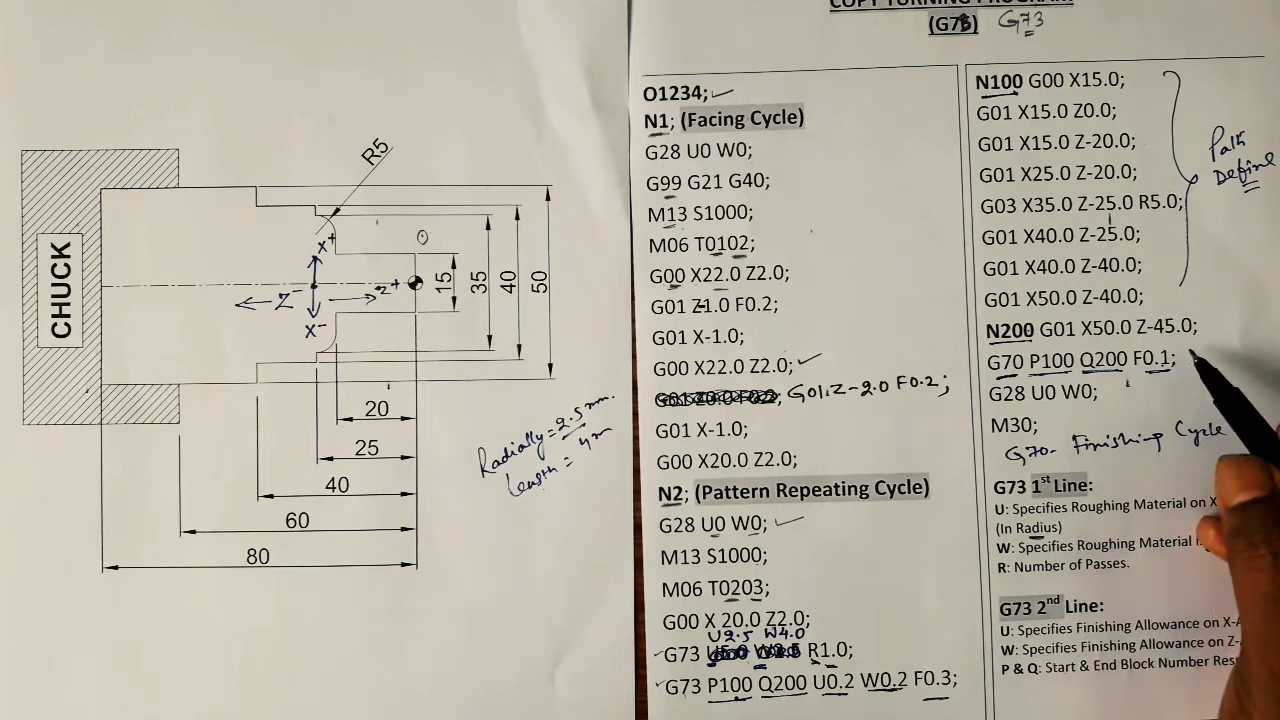 COPY TURNING PROGRAM
(G73) G73
R5
CHUCK
X+
Z-
Z+
X-
15
35
40
50
20
25
40
60
80
Radially = 2.5 mm.
Length = 4 m
O1234;
N1; (Facing Cycle)
G28 U0 W0;
G99 G21 G40;
M13 S1000;
M06 T0102;
G00 X22.0 Z2.0;
G01 Z-1.0 F0.2;
G01 X-1.0;
G00 X22.0 Z2.0;
G01 Z-2.0 F0.2;
G01 X-1.0;
G00 X20.0 Z2.0;
N2; (Pattern Repeating Cycle)
G28 U0 W0;
M13 S1000;
M06 T0203;
G00 X 20.0 Z2.0;
U2.5 W4.0
G73 R1.0;
G73 P100 Q200 U0.2 W0.2 F0.3;
N100 G00 X15.0;
G01 X15.0 Z0.0;
G01 X15.0 Z-20.0;
G01 X25.0 Z-20.0;
G03 X35.0 Z-25.0 R5.0;
G01 X40.0 Z-25.0;
G01 X40.0 Z-40.0;
G01 X50.0 Z-40.0;
N200 G01 X50.0 Z-45.0;
G70 P100 Q200 F0.1;
G28 U0 W0;
M30;
Path
Define
G70- Finishing Cycle
G73 1st Line:
U: Specifies Roughing Material on X
(In Radius)
W: Specifies Roughing Material
R: Number of Passes.
G73 2nd Line:
U: Specifies Finishing Allowance on X-
W: Specifies Finishing Allowance on Z-
P & Q: Start & End Block Number